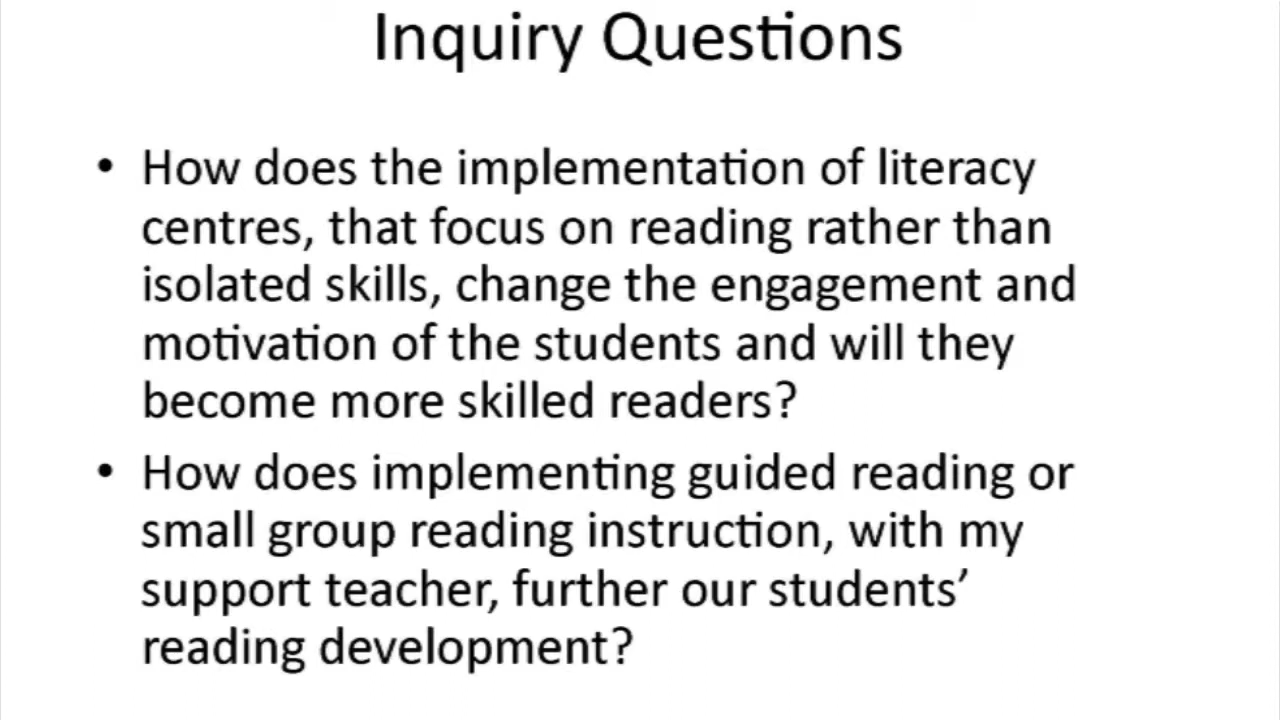 Inquiry Questions
• How does the implementation of literacy
centres, that focus on reading rather than
isolated skills, change the engagement and
motivation of the students and will they
become more skilled readers?
• How does implementing guided reading or
small group reading instruction, with my
support teacher, further our students’
reading development?